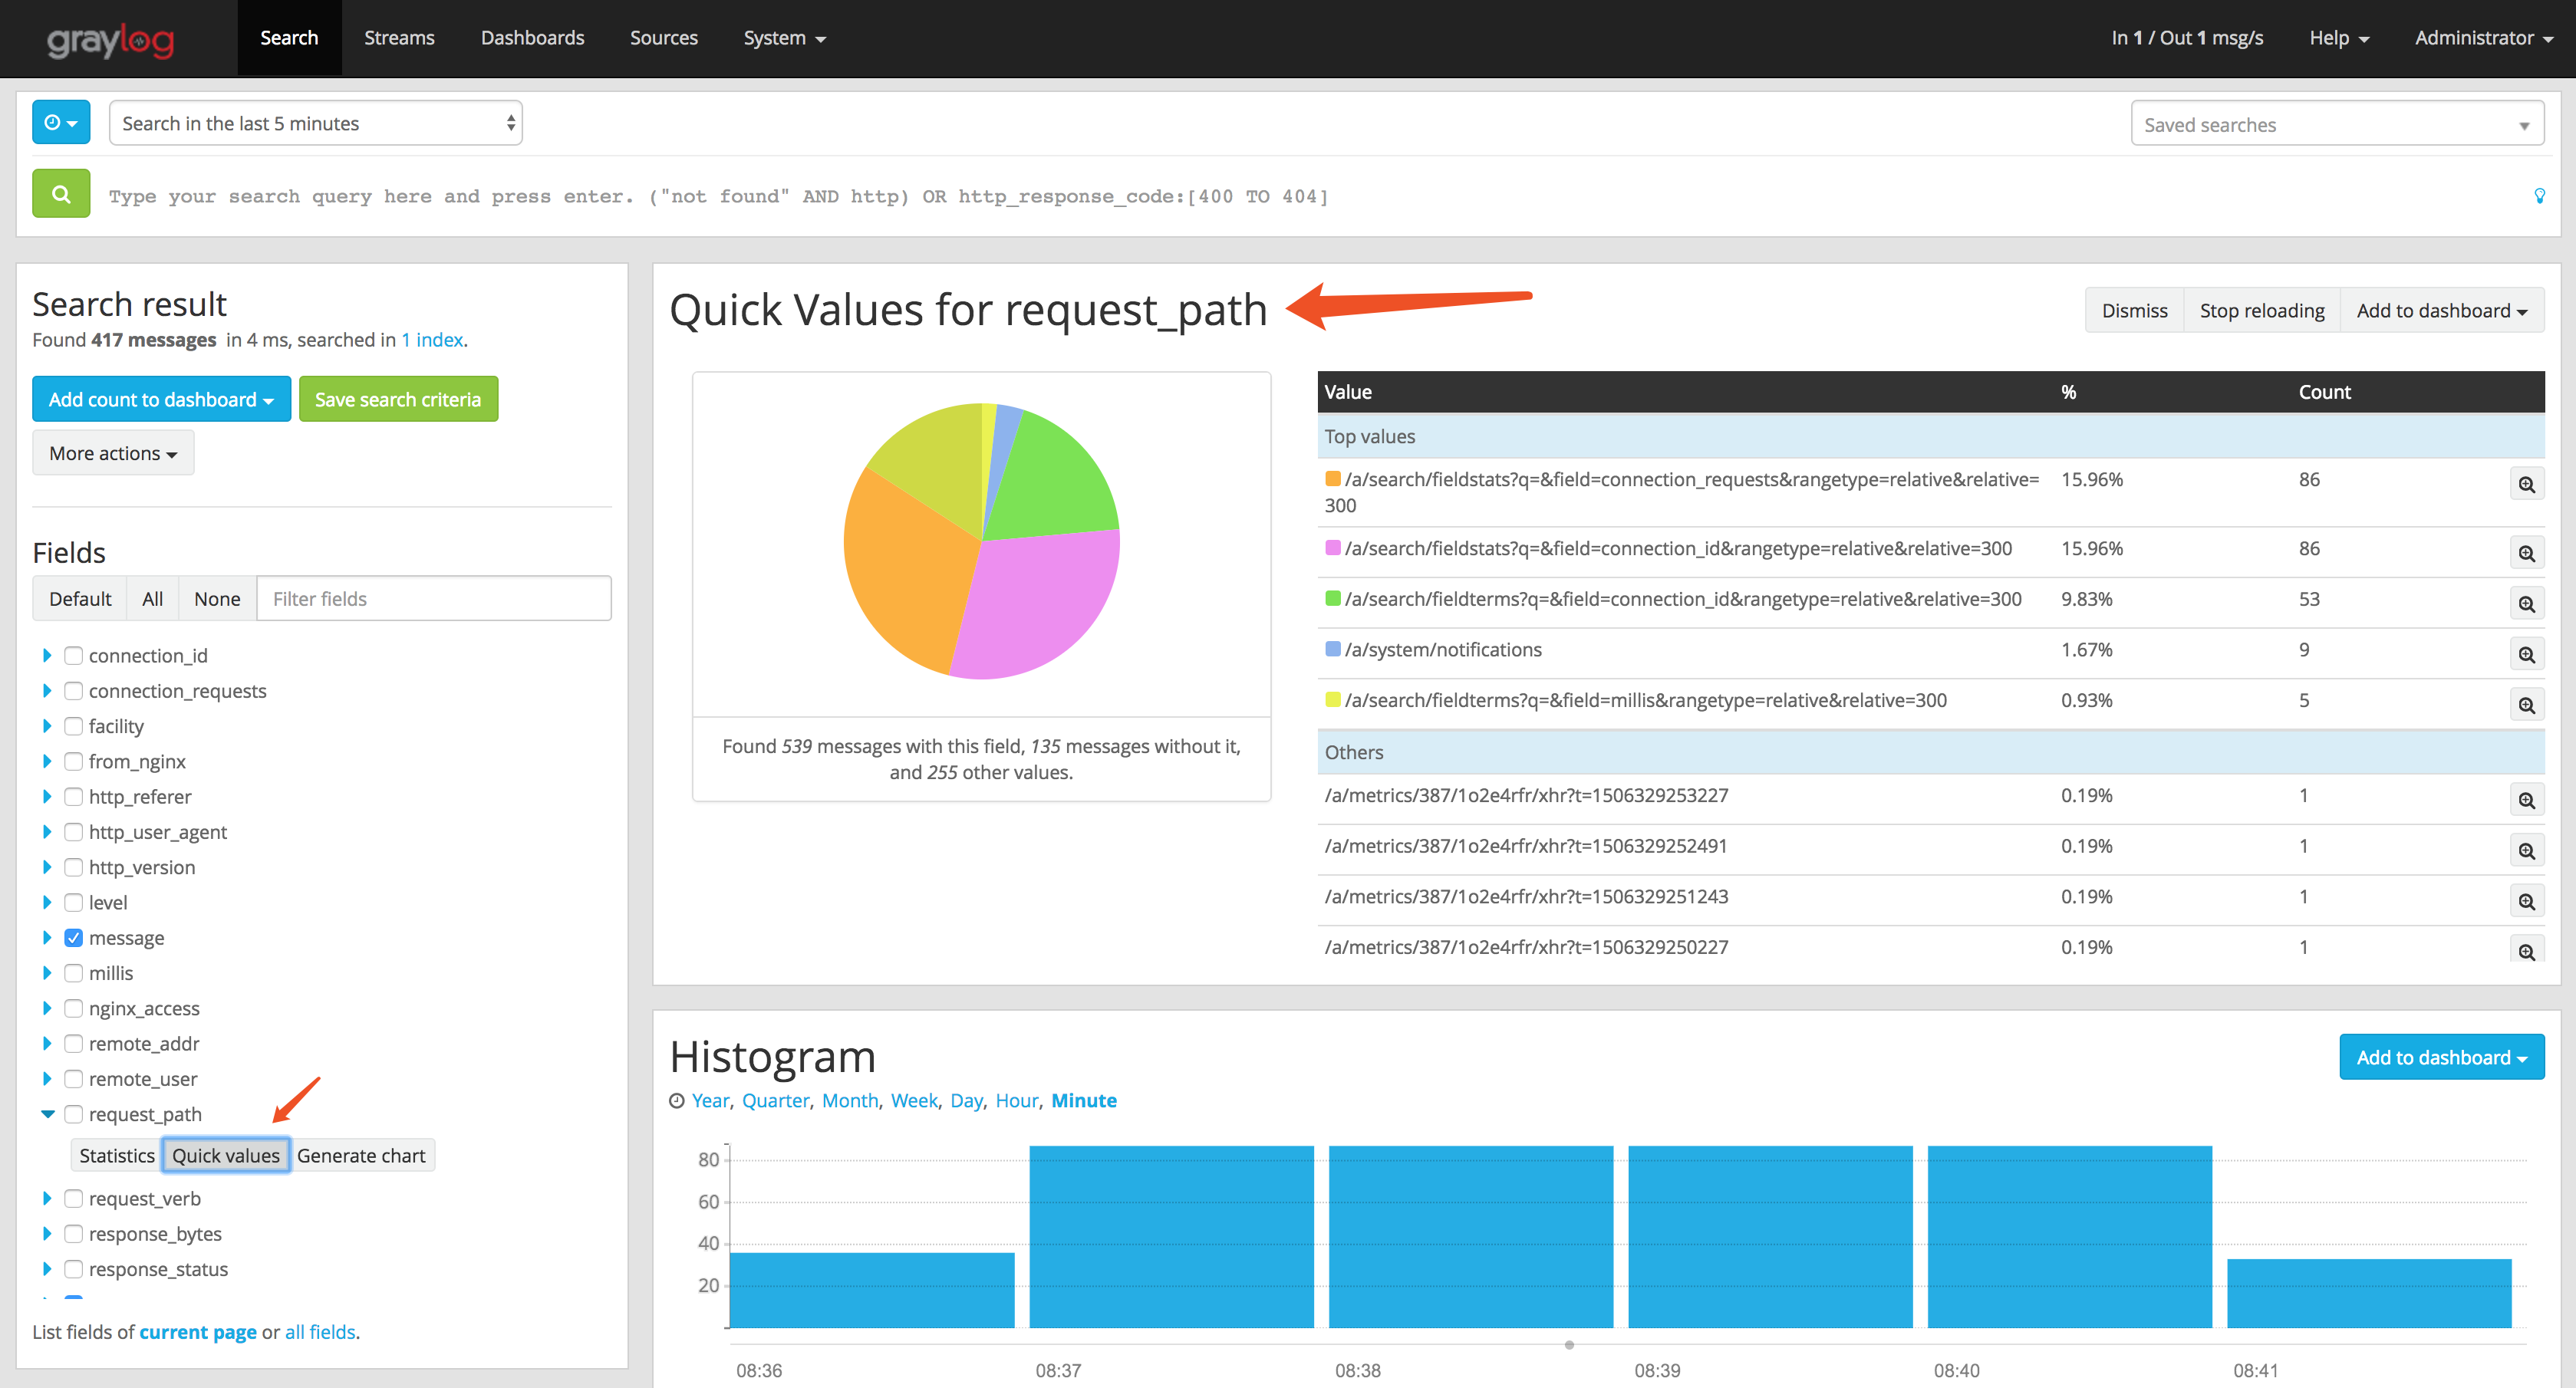 graylog
Search
Streams
Dashboards
Sources
System
In 1 / Out 1 msg/s
Help
Administrator
Search in the last 5 minutes
Saved searches
Type your search query here and press enter. ("not found" AND http) OR http_response_code:[400 TO 404]
Search result
Found 417 messages in 4 ms, searched in 1 index.
Add count to dashboard
Save search criteria
More actions
Fields
Default
All
None
Filter fields
connection_id
connection_requests
facility
from_nginx
http_referer
http_user_agent
http_version
level
message
millis
nginx_access
remote_addr
remote_user
request_path
Statistics
Quick values
Generate chart
request_verb
response_bytes
response_status
List fields of current page or all fields.
Quick Values for request_path
Dismiss
Stop reloading
Add to dashboard
Found 539 messages with this field, 135 messages without it,
and 255 other values.
Value % Count
Top values
/a/search/fieldstats?q=&field=connection_requests&rangetype=relative&relative= 15.96% 86
300
/a/search/fieldstats?q=&field=connection_id&rangetype=relative&relative=300 15.96% 86
/a/search/fieldterms?q=&field=connection_id&rangetype=relative&relative=300 9.83% 53
/a/system/notifications 1.67% 9
/a/search/fieldterms?q=&field=millis&rangetype=relative&relative=300 0.93% 5
Others
/a/metrics/387/1o2e4rfr/xhr?t=1506329253227 0.19% 1
/a/metrics/387/1o2e4rfr/xhr?t=1506329252491 0.19% 1
/a/metrics/387/1o2e4rfr/xhr?t=1506329251243 0.19% 1
/a/metrics/387/1o2e4rfr/xhr?t=1506329250227 0.19% 1
Histogram
Add to dashboard
Year, Quarter, Month, Week, Day, Hour, Minute
80
60
40
20
08:36 08:37 08:38 08:39 08:40 08:41